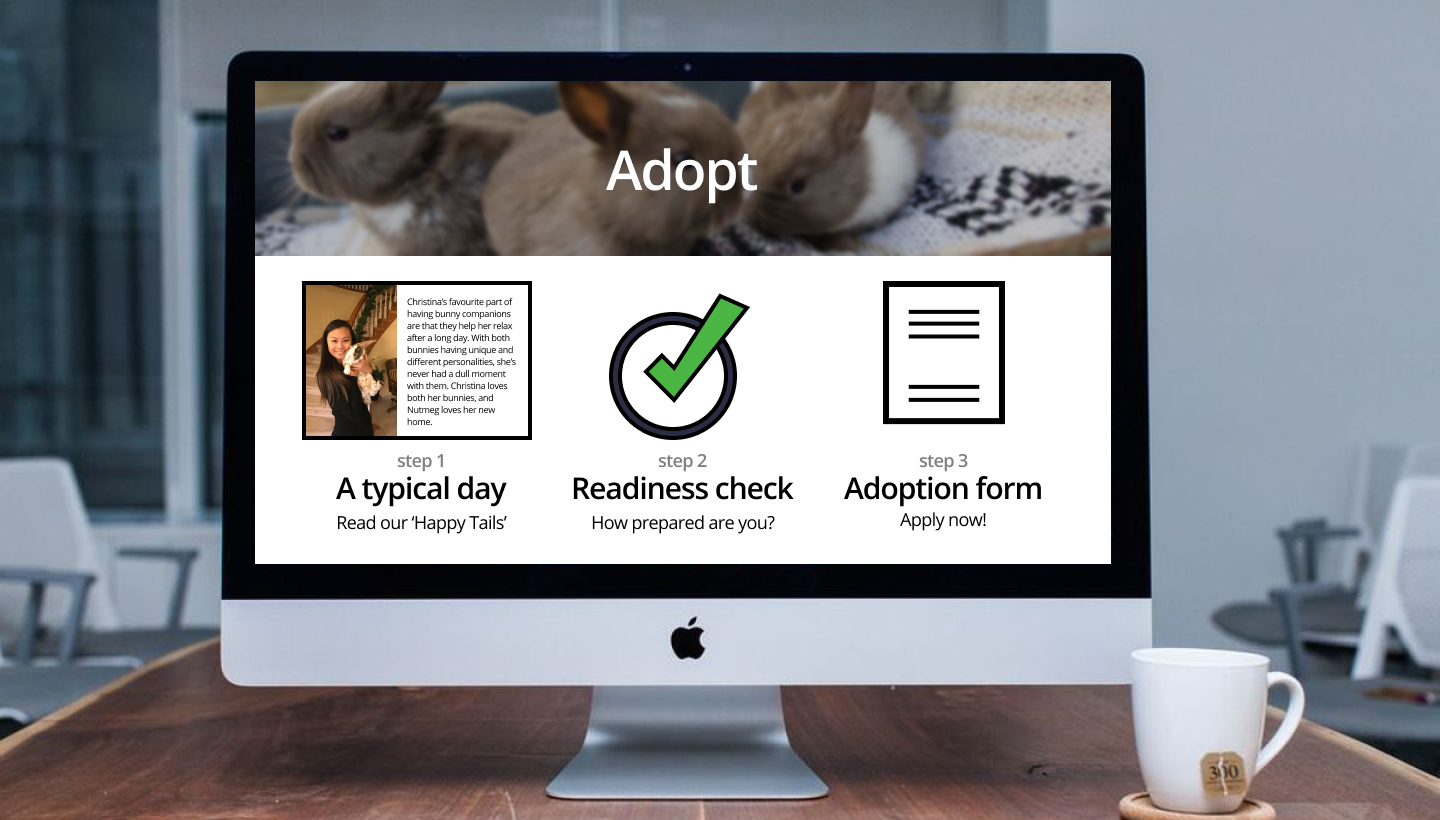 Adopt
Christina's favourite part of
having bunny companions
are that they help her relax
after a long day. With both
bunnies having unique and
different personalities, she's
never had a dull moment
with them. Christina loves
both her bunnies, and
Nutmeg loves her new
home.
step 1
A typical day
Read our ‘Happy Tails’
step 2
Readiness check
How prepared are you?
step 3
Adoption form
Apply now!
300